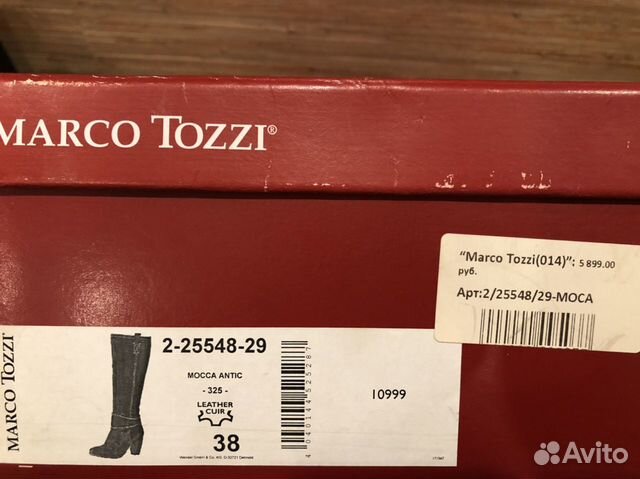 MARCO TOZZI®
"Marco Tozzi(014)": 5 899.00
руб.
Арт:2/25548/29-MOCA
MARCO TOZZI
2-25548-29
MOCCA ANTIC
- 325 -
LEATHER
CUIR
38
10999
4040144525287
Avito